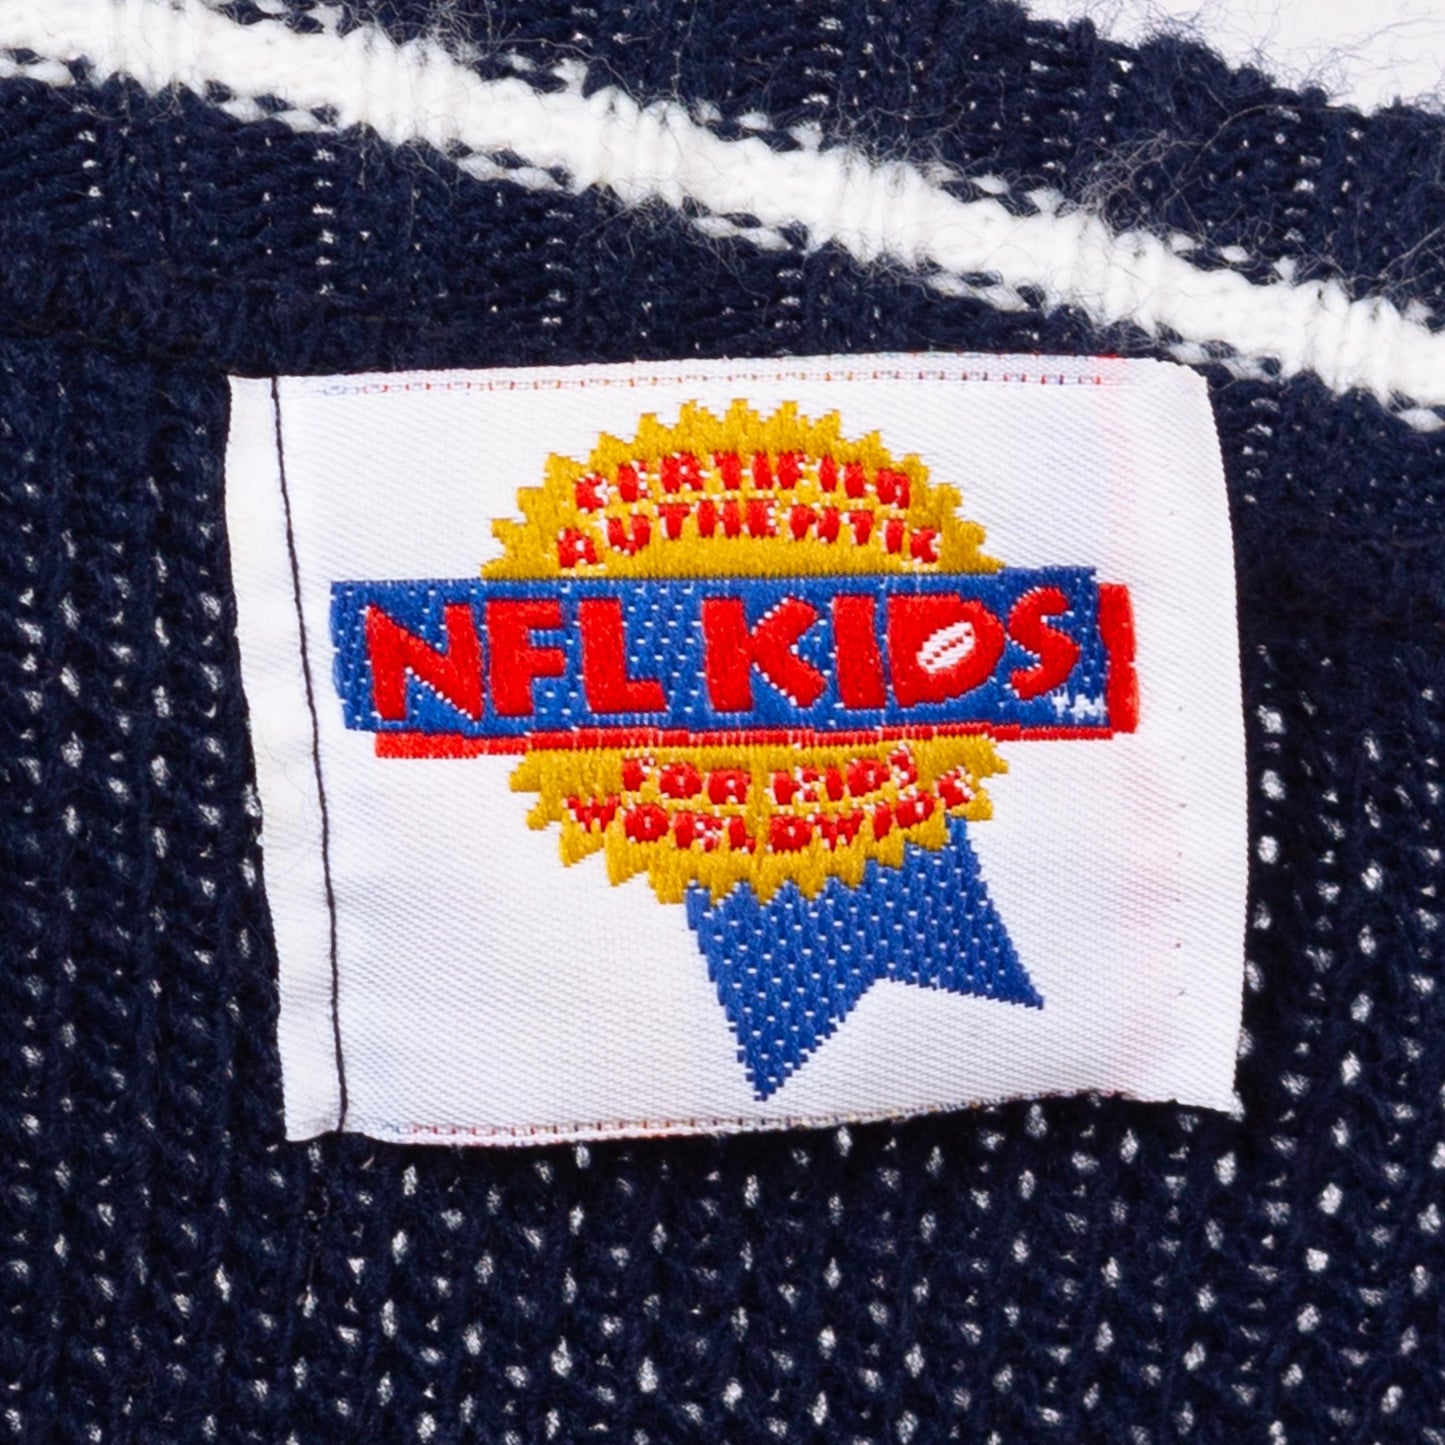 CERTIFIED
AUTHENTIC
NFL KIDS
TM
FOR KIDS
WORLDWIDE